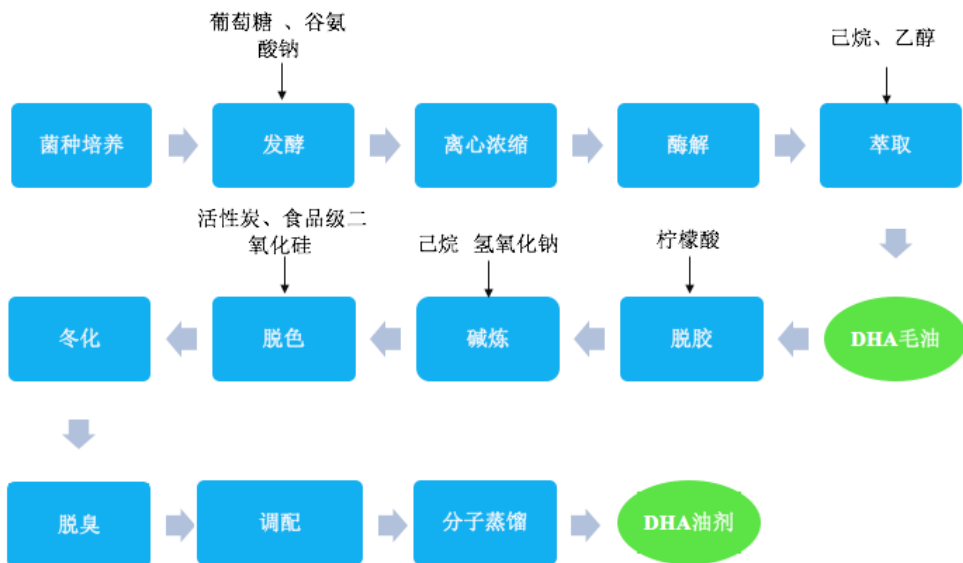 葡萄糖 、谷氨
酸钠
己烷、乙醇
菌种培养
发酵
离心浓缩
酶解
萃取
活性炭、食品级二
氧化硅
己烷 氢氧化钠
柠檬酸
冬化
脱色
碱炼
脱胶
DHA毛油
脱臭
调配
分子蒸馏
DHA油剂